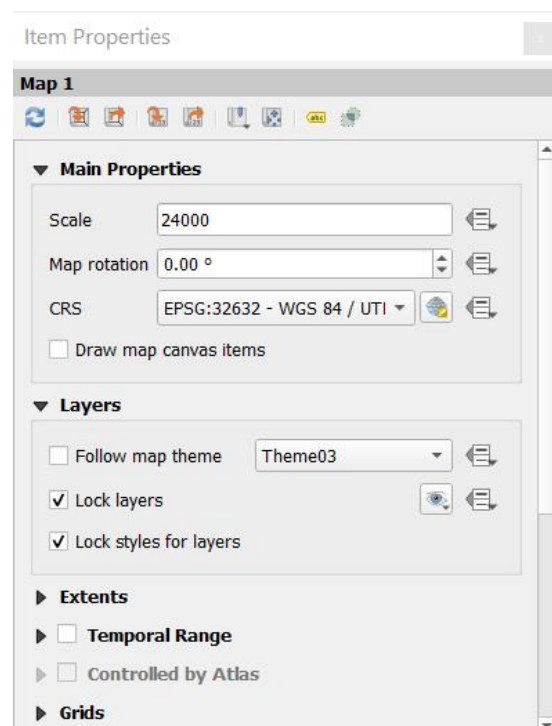 Item Properties
Map 1
abc
Main Properties
Scale 24000
Map rotation 0.00 °
CRS EPSG:32632 - WGS 84 / UTI
Draw map canvas items
Layers
Follow map theme Theme03
Lock layers
Lock styles for layers
Extents
Temporal Range
Controlled by Atlas
Grids